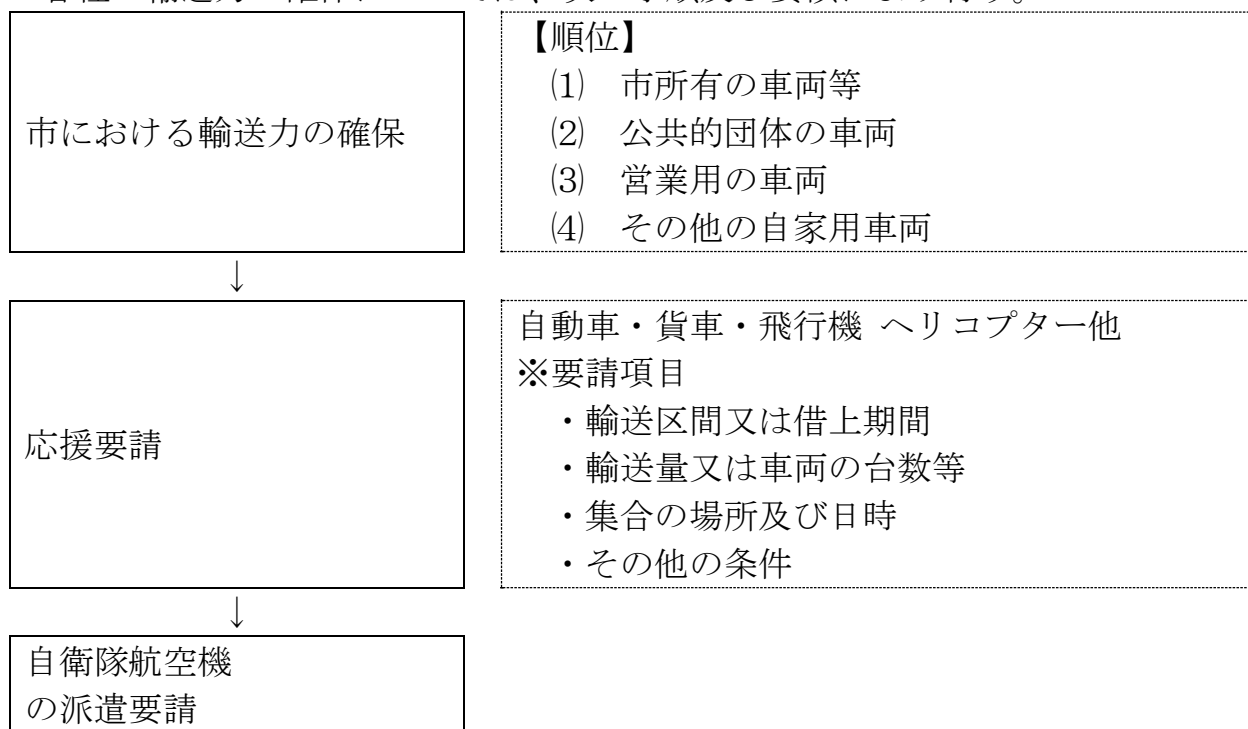 市における輸送力の確保
【順位】
⑴ 市所有の車両等
⑵ 公共的団体の車両
⑶ 営業用の車両
⑷ その他の自家用車両
↓
応援要請
自動車・貨車・飛行機 ヘリコプター他
※要請項目
・輸送区間又は借上期間
・輸送量又は車両の台数等
・集合の場所及び日時
・その他の条件
↓
自衛隊航空機
の派遣要請